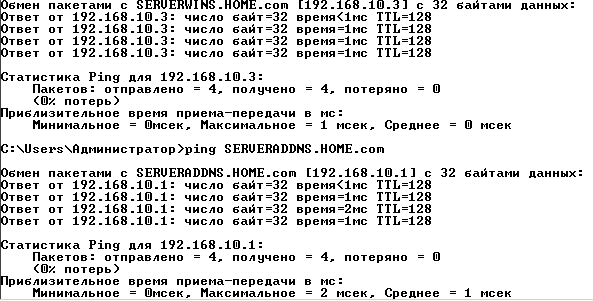 Обмен пакетами с SERVERWINS.HOME.com [192.168.10.3] с 32 байтами данных:
Ответ от 192.168.10.3: число байт=32 время<1мс TTL=128
Ответ от 192.168.10.3: число байт=32 время=1мс TTL=128
Ответ от 192.168.10.3: число байт=32 время=1мс TTL=128
Ответ от 192.168.10.3: число байт=32 время=1мс TTL=128
Статистика Ping для 192.168.10.3:
Пакетов: отправлено = 4, получено = 4, потеряно = 0
(0% потерь)
Приблизительное время приема-передачи в мс:
Минимальное = 0мсек, Максимальное = 1 мсек, Среднее = 0 мсек
C:\Users\Администратор>ping SERVERADDNS.HOME.com
Обмен пакетами с SERVERADDNS.HOME.com [192.168.10.1] с 32 байтами данных:
Ответ от 192.168.10.1: число байт=32 время<1мс TTL=128
Ответ от 192.168.10.1: число байт=32 время=1мс TTL=128
Ответ от 192.168.10.1: число байт=32 время=2мс TTL=128
Ответ от 192.168.10.1: число байт=32 время=1мс TTL=128
Статистика Ping для 192.168.10.1:
Пакетов: отправлено = 4, получено = 4, потеряно = 0
(0% потерь)
Приблизительное время приема-передачи в мс:
Минимальное = 0мсек, Максимальное = 2 мсек, Среднее = 1 мсек